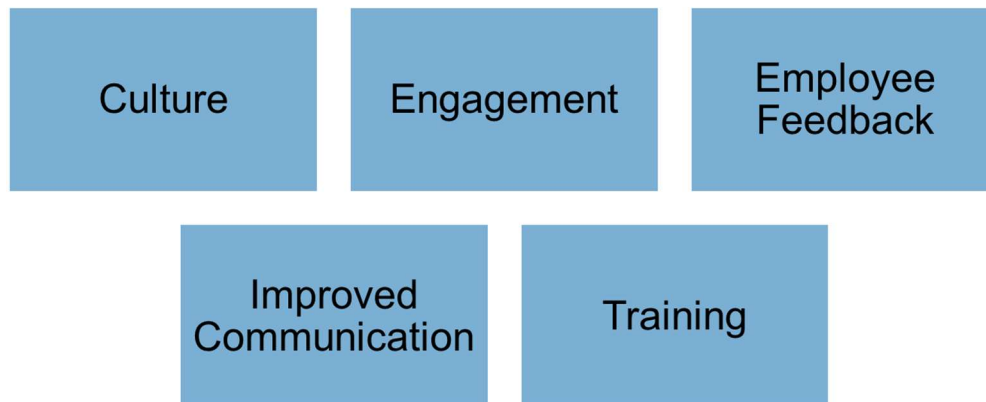 Culture
Engagement
Employee
Feedback
Improved
Communication
Training